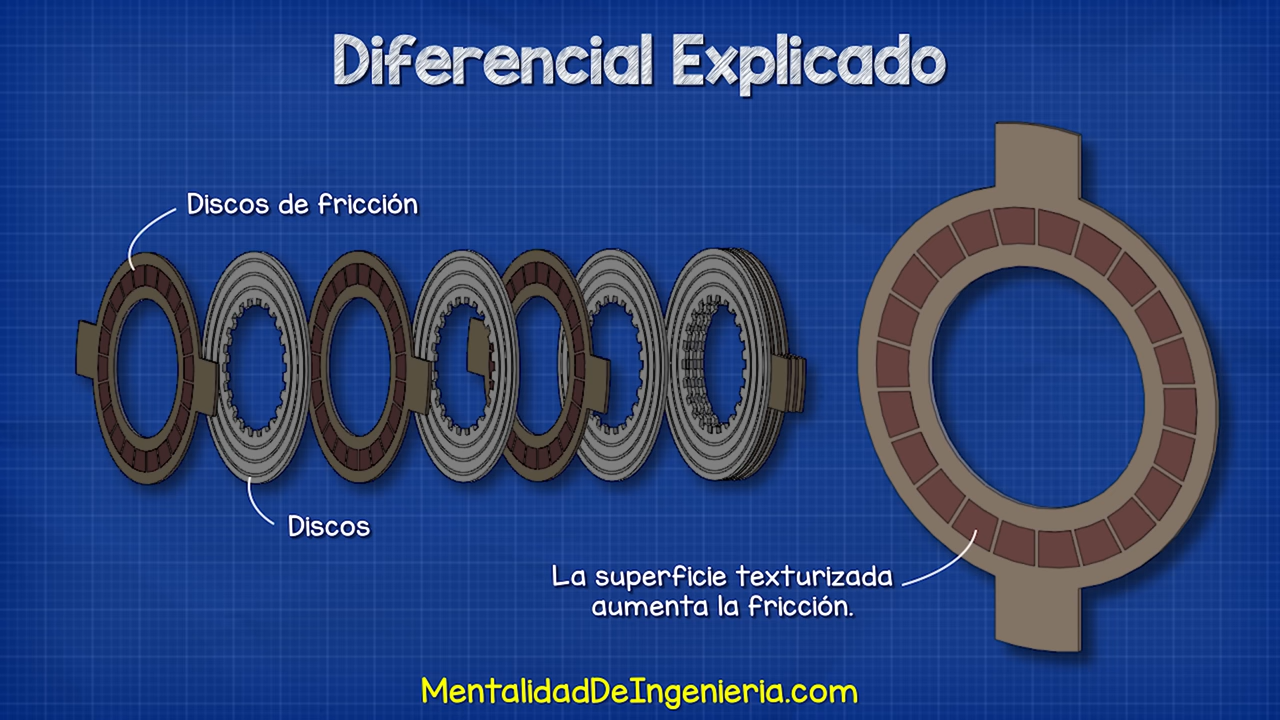 Diferencial Explicado
Discos de fricción
Discos
La superficie texturizada
aumenta la fricción.
MentalidadDeIngenieria.com